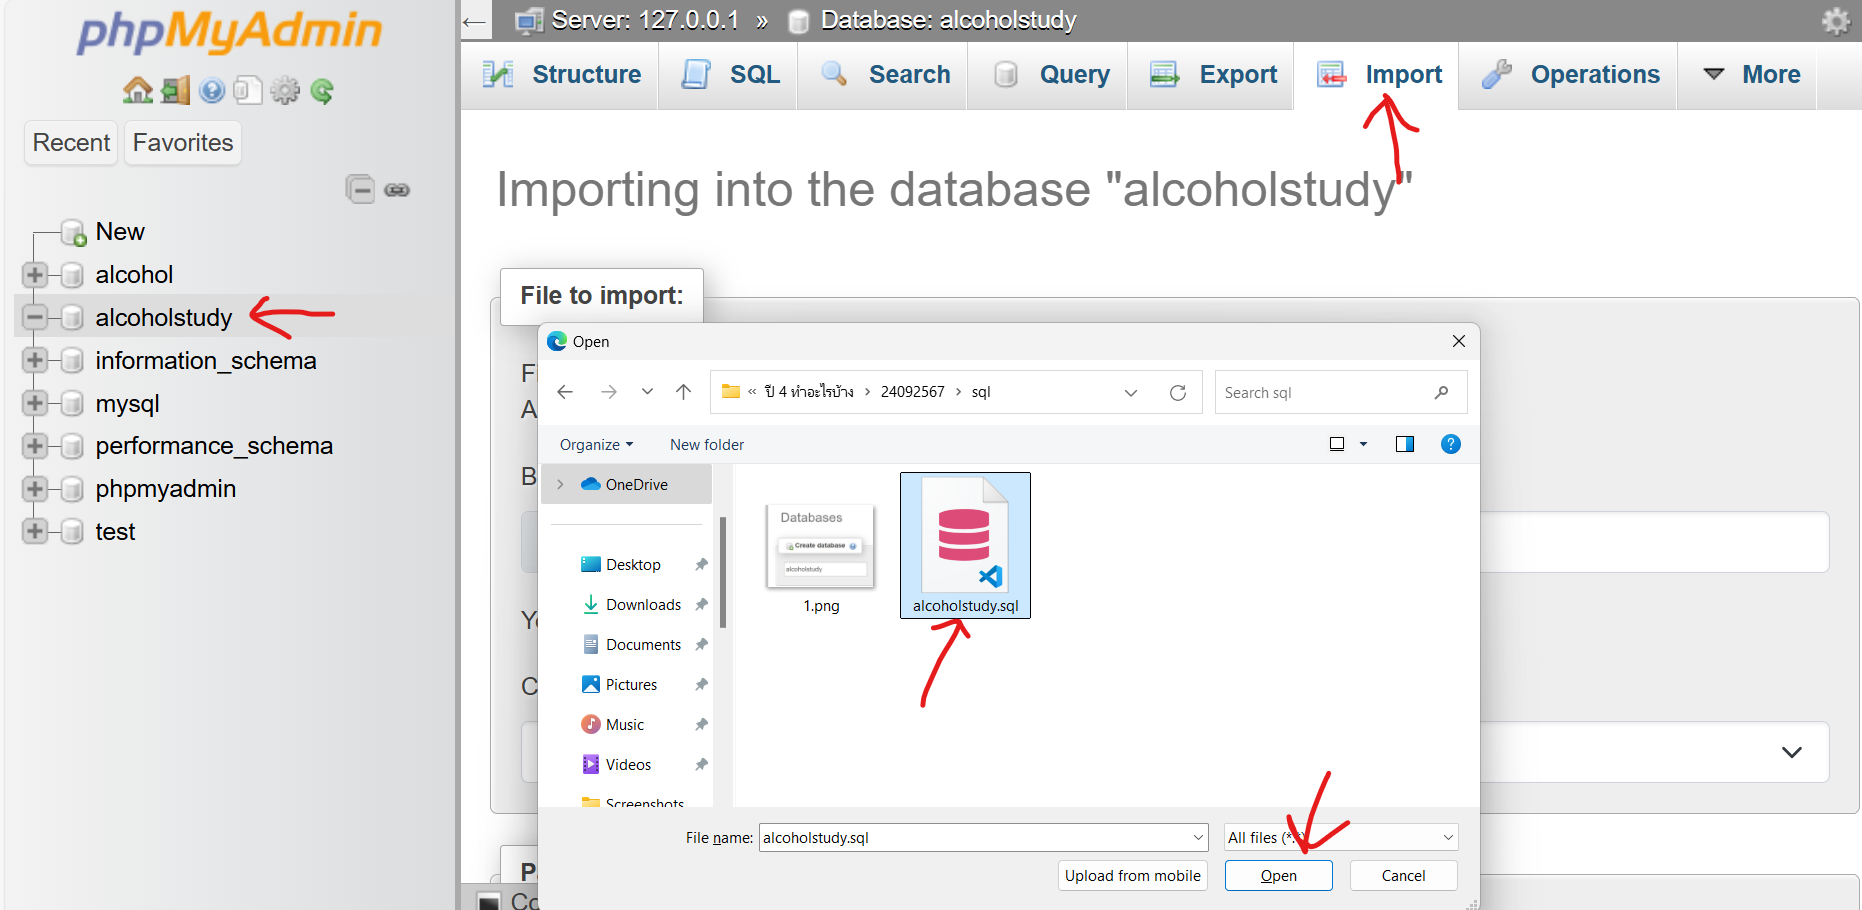 phpMyAdmin
Recent Favorites
New
alcohol
alcoholstudy
information_schema
mysql
performance_schema
phpmyadmin
test
Server: 127.0.0.1 » Database: alcoholstudy
Structure SQL Search Query Export Import Operations More
Importing into the database "alcoholstudy"
File to import:
Open
« ปี 4 ทำอะไรบ้าง › 24092567 › sql
Search sql
Organize New folder
OneDrive
Desktop
Downloads
Documents
Pictures
Music
Videos
Screenshots
Databases
Create database
alcoholstudy
1.png
alcoholstudy.sql
File name: alcoholstudy.sql
All files (*.*)
Upload from mobile Open Cancel